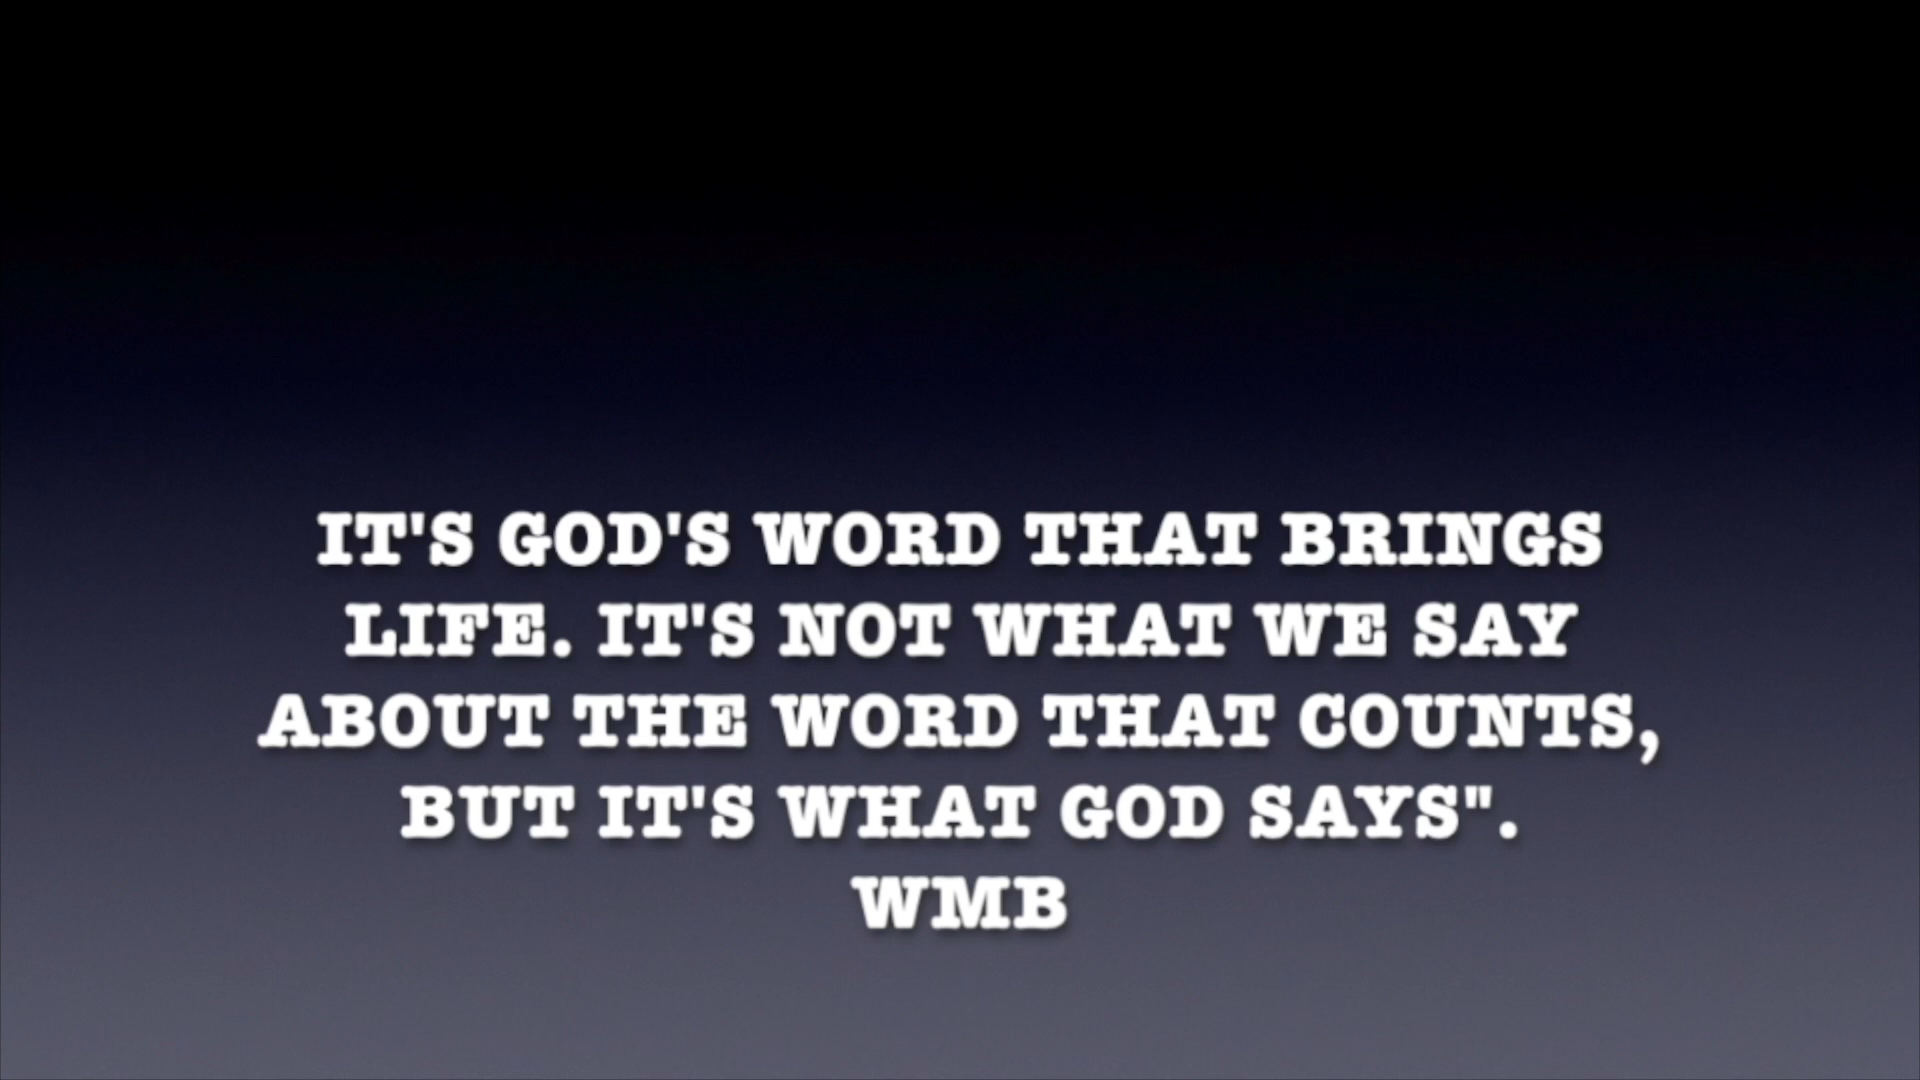 IT'S GOD'S WORD THAT BRINGS
LIFE. IT'S NOT WHAT WE SAY
ABOUT THE WORD THAT COUNTS,
BUT IT'S WHAT GOD SAYS".
WMB